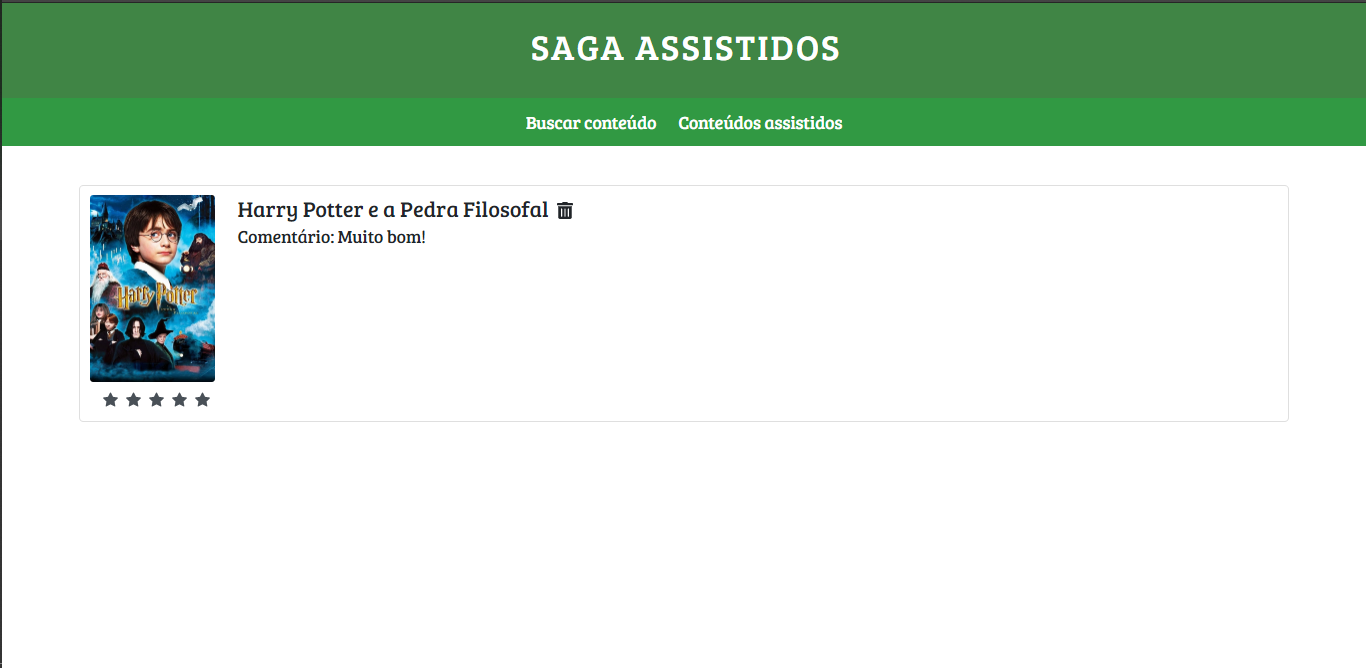 SAGA ASSISTIDOS
Buscar conteúdo Conteúdos assistidos
Harry Potter e a Pedra Filosofal
Comentário: Muito bom!
Harry Potter